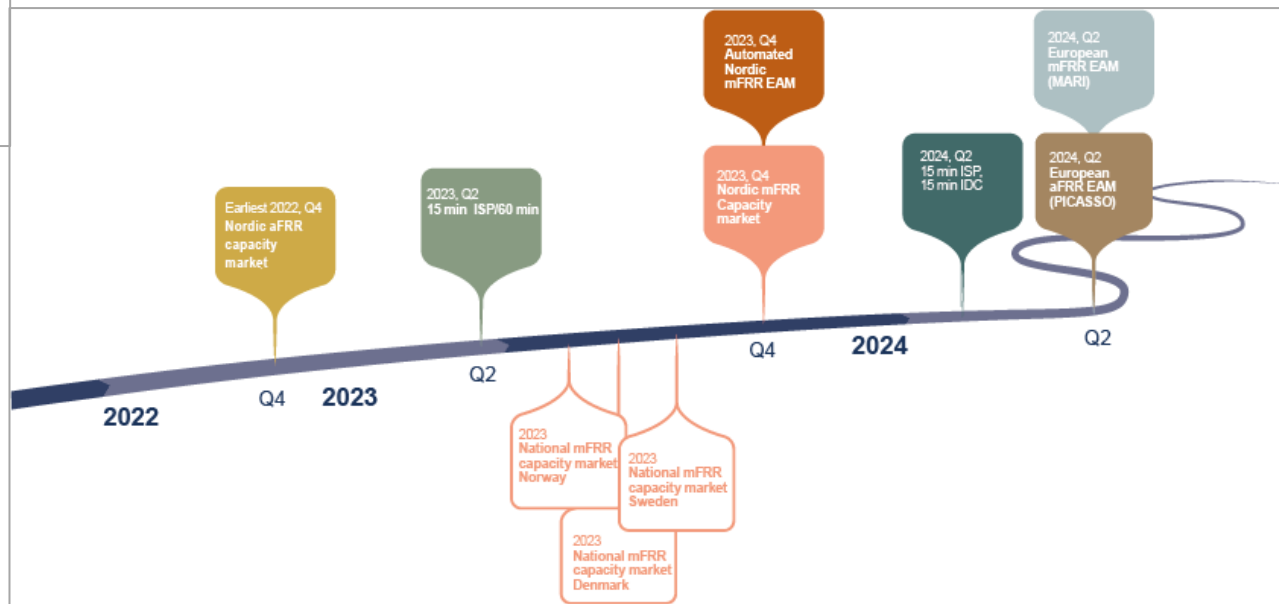 Earliest 2022, Q4
Nordic aFRR
capacity
market
2023, Q2
15 min ISP/60 min
2023, Q4
Automated
Nordic
mFRR EAM
2023, Q4
Nordic mFRR
Capacity
market
2024, Q2
15 min ISP,
15 min IDC
2024, Q2
European
mFRR EAM
(MARI)
2024, Q2
European
aFRR EAM
(PICASSO)
2022
Q4
2023
Q2
Q4
2024
Q2
2023
National mFRR
capacity market
Norway
2023
National mFRR
capacity market
Sweden
2023
National mFRR
capacity market
Denmark